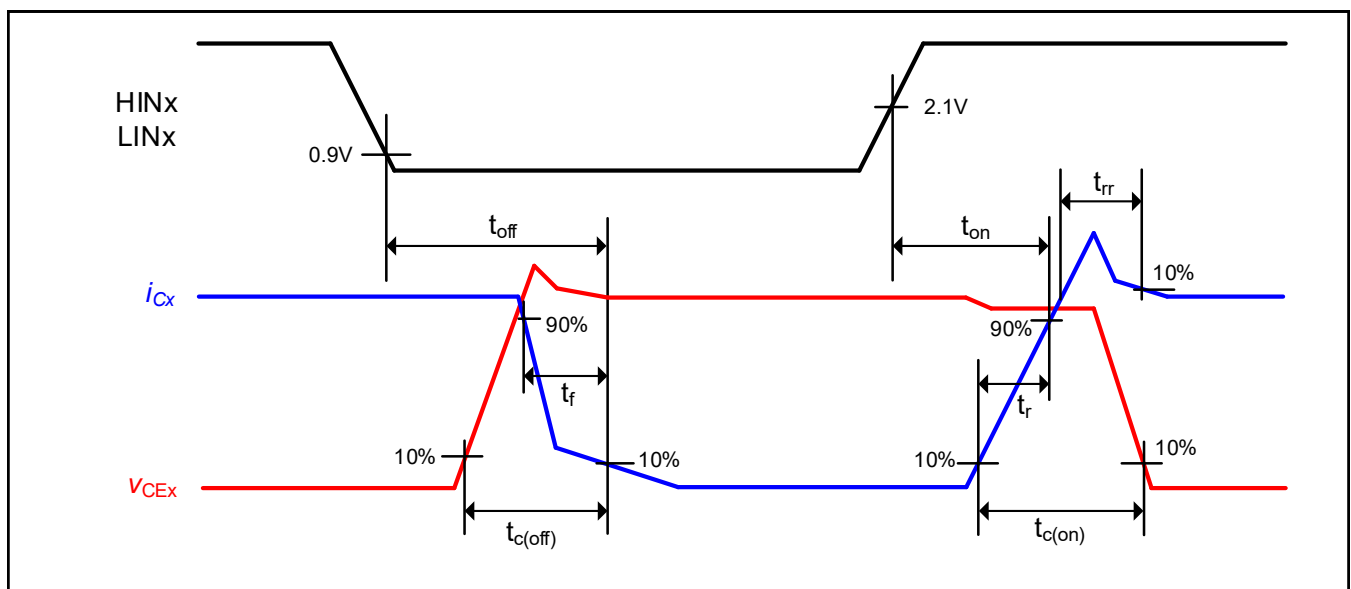 HINx
LINx
0.9V
2.1V
trr
toff
ton
iCx
10%
90%
90%
tf
tr
10%
10%
10%
10%
vCEx
tc(off)
tc(on)